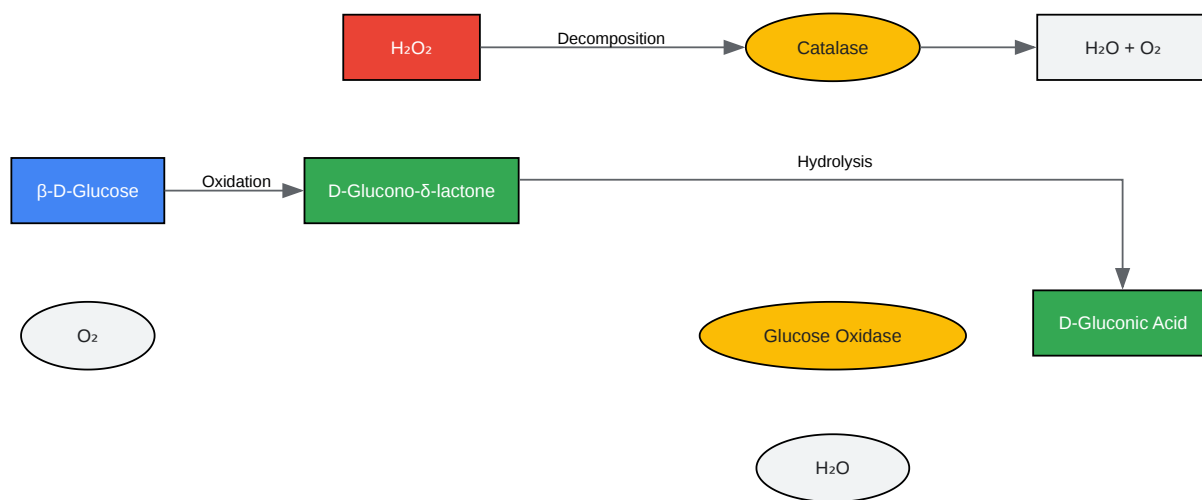 H₂O₂
Decomposition
Catalase
H₂O + O₂
β-D-Glucose
Oxidation
D-Glucono-δ-lactone
Hydrolysis
D-Gluconic Acid
O₂
Glucose Oxidase
H₂O